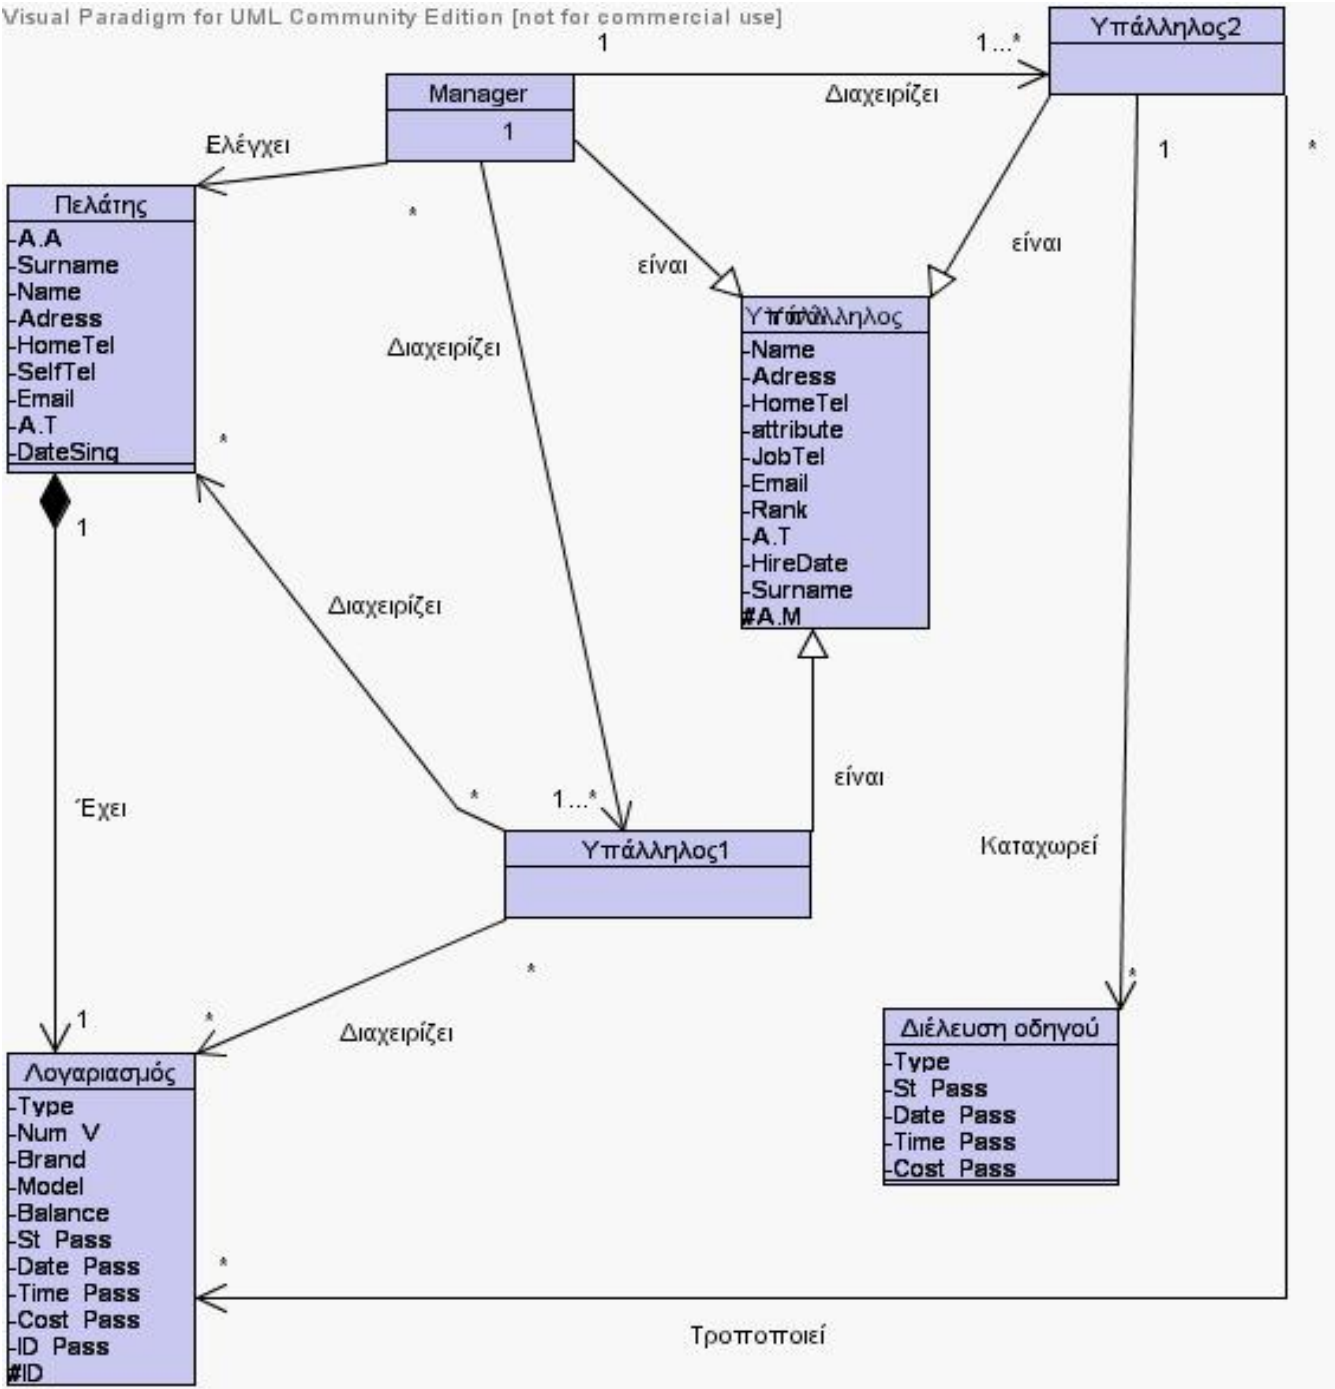 Visual Paradigm for UML Community Edition [not for commercial use]
Υπάλληλος2
1
1...*
Manager
1
Διαχειρίζει
Ελέγχει
1
*
Πελάτης
-A.A
-Surname
-Name
-Adress
-HomeTel
-SelfTel
-Email
-A.T
-DateSing
*
είναι
είναι
Διαχειρίζει
*
Υπάλληλος
-Name
-Adress
-HomeTel
-attribute
-JobTel
-Email
-Rank
-A.T
-HireDate
-Surname
#A.M
1
Διαχειρίζει
είναι
Έχει
*
1...*
Υπάλληλος1
Καταχωρεί
*
*
1
*
Διαχειρίζει
Διέλευση οδηγού
-Type
-St Pass
-Date Pass
-Time Pass
-Cost Pass
Λογαριασμός
-Type
-Num V
-Brand
-Model
-Balance
-St Pass
-Date Pass
-Time Pass
-Cost Pass
-ID Pass
#ID
*
Τροποποιεί